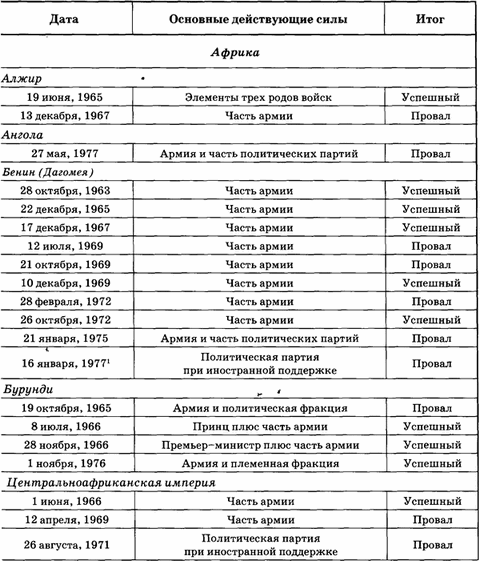 Дата Основные действующие силы Итог
Африка
Алжир
19 июня, 1965 Элементы трех родов войск Успешный
13 декабря, 1967 Часть армии Провал
Ангола
27 мая, 1977 Армия и часть политических партий Провал
Бенин (Дагомея)
28 октября, 1963 Часть армии Успешный
22 декабря, 1965 Часть армии Успешный
17 декабря, 1967 Часть армии Успешный
12 июля, 1969 Часть армии Провал
21 октября, 1969 Часть армии Провал
10 декабря, 1969 Часть армии Успешный
28 февраля, 1972 Часть армии Провал
26 октября, 1972 Часть армии Успешный
21 января, 1975 Армия и часть политических партий Провал
16 января, 1977¹ Политическая партия
при иностранной поддержке Провал
Бурунди
19 октября, 1965 Армия и политическая фракция Провал
8 июля, 1966 Принц плюс часть армии Успешный
28 ноября, 1966 Премьер-министр плюс часть армии Успешный
1 ноября, 1976 Армия и племенная фракция Успешный
Центральноафриканская империя
1 июня, 1966 Часть армии Успешный
12 апреля, 1969 Часть армии Провал
26 августа, 1971 Политическая партия
при иностранной поддержке Провал